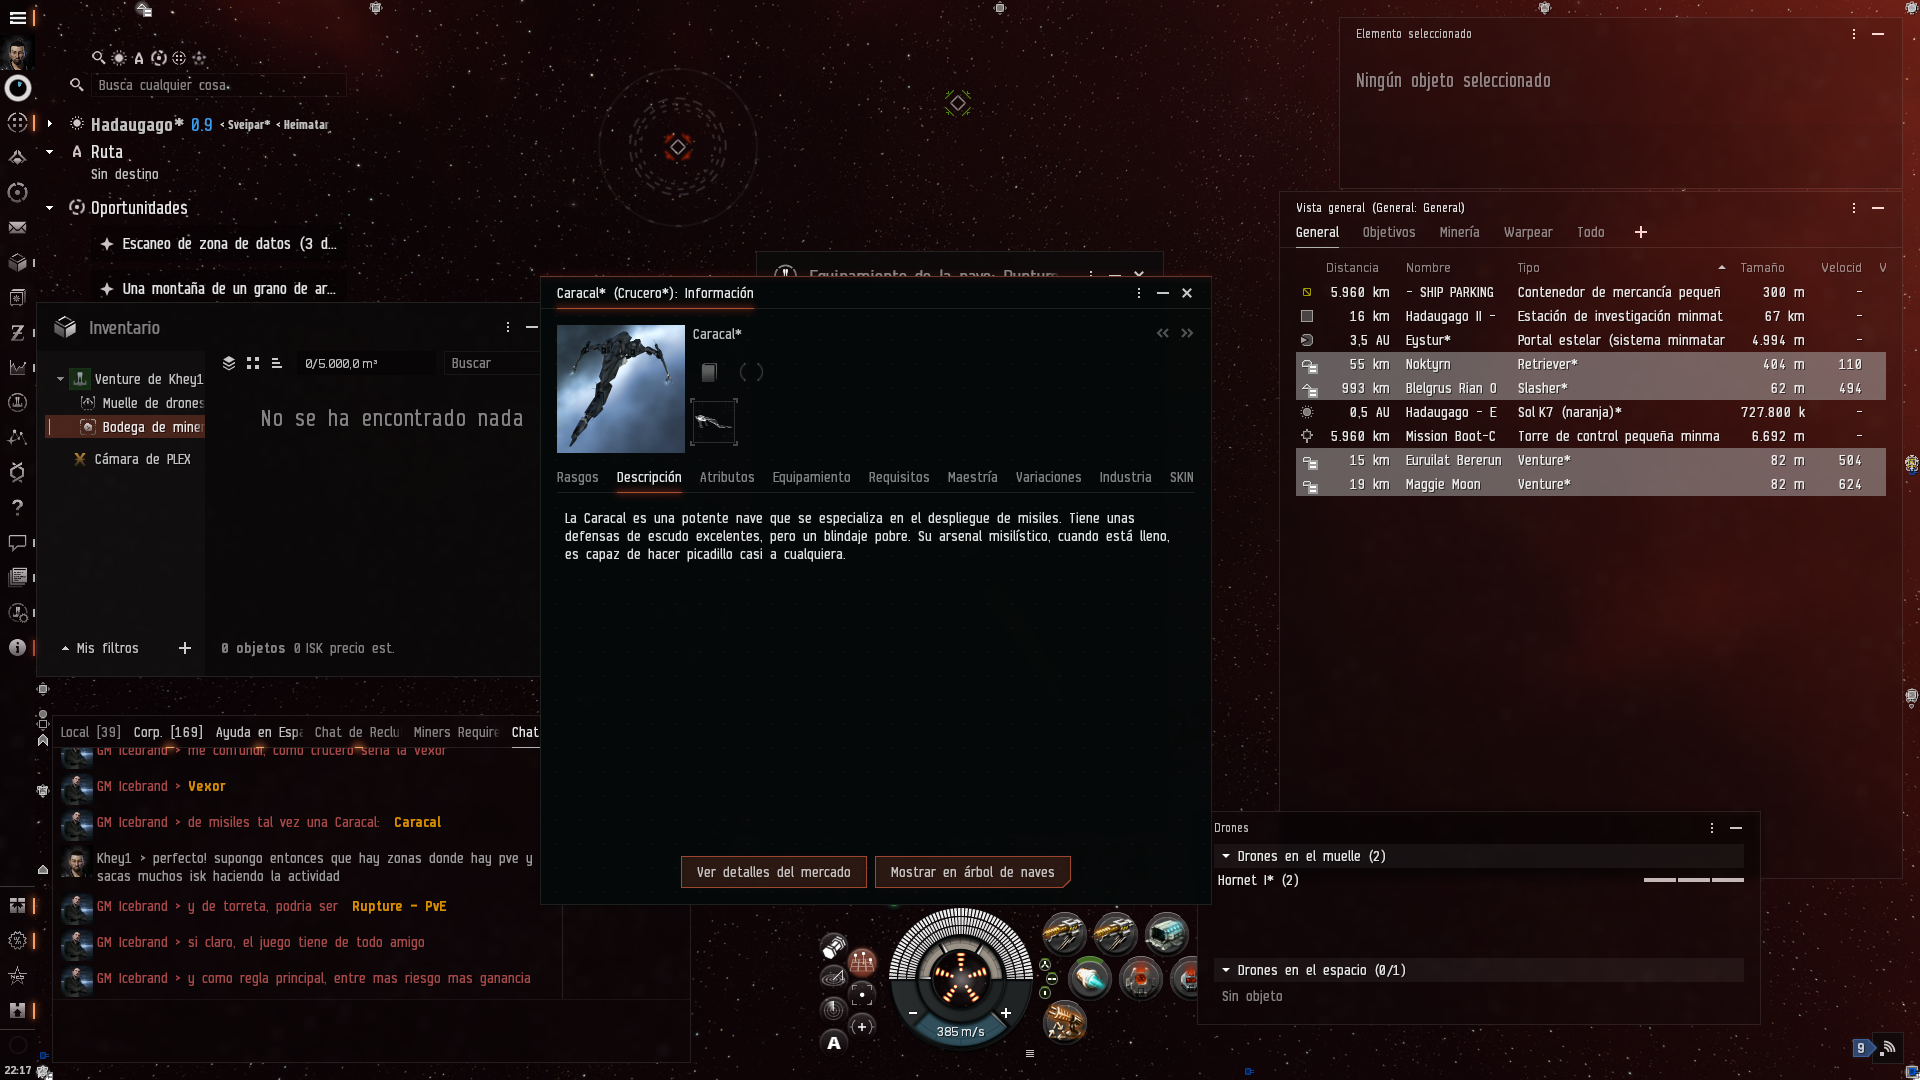 Busca cualquier cosa.
Hadaugago* 0.9 < Sveipar* < Heimatar
Ruta
Sin destino
Oportunidades
Escaneo de zona de datos (3 d...
Una montaña de un grano de ar...
Inventario
0/5.000,0 m³
Buscar
Venture de Khey1
Muelle de drones
Bodega de miner
Cámara de PLEX
No se ha encontrado nada
Mis filtros
0 objetos 0 ISK precio est.
Local [39] Corp. [169] Ayuda en Espa Chat de Reclu Miners Require Chat
GM Icebrand > me confundi, como crucero seria la Vexor
GM Icebrand > Vexor
GM Icebrand > de misiles tal vez una Caracal: Caracal
Khey1 > perfecto! supongo entonces que hay zonas donde hay pve y
sacas muchos isk haciendo la actividad
GM Icebrand > y de torreta, podria ser Rupture - PvE
GM Icebrand > si claro, el juego tiene de todo amigo
GM Icebrand > y como regla principal, entre mas riesgo mas ganancia
22:17
Equipamiento de la nave: Rupture
Caracal* (Crucero*): Información
Caracal*
Rasgos Descripción Atributos Equipamiento Requisitos Maestría Variaciones Industria SKIN
La Caracal es una potente nave que se especializa en el despliegue de misiles. Tiene unas
defensas de escudo excelentes, pero un blindaje pobre. Su arsenal misilístico, cuando está lleno,
es capaz de hacer picadillo casi a cualquiera.
Ver detalles del mercado
Mostrar en árbol de naves
385 m/s
A
Elemento seleccionado
Ningún objeto seleccionado
Vista general (General: General)
General Objetivos Minería Warpear Todo
Distancia Nombre Tipo Tamaño Velocid V
5.960 km - SHIP PARKING Contenedor de mercancía pequeñ 300 m -
16 km Hadaugago II - Estación de investigación minmat 67 km -
3,5 AU Eystur* Portal estelar (sistema minmatar 4.994 m -
55 km Noktyrn Retriever* 404 m 110
993 km Blelgrus Rian O Slasher* 62 m 494
0,5 AU Hadaugago - E Sol K7 (naranja)* 727.800 k -
5.960 km Mission Boot-C Torre de control pequeña minma 6.692 m -
15 km Euruilat Bererun Venture* 82 m 504
19 km Maggie Moon Venture* 82 m 624
Drones
Drones en el muelle (2)
Hornet I* (2)
Drones en el espacio (0/1)
Sin objeto
9